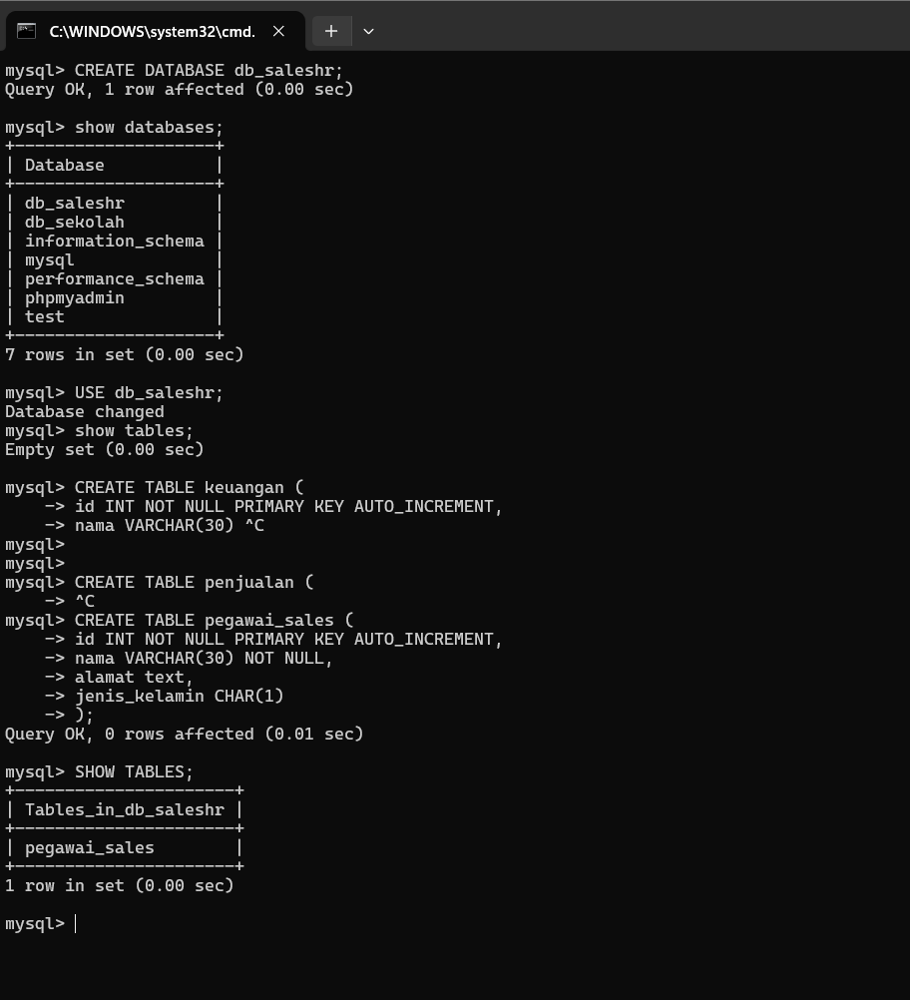 C:\WINDOWS\system32\cmd.
mysql> CREATE DATABASE db_saleshr;
Query OK, 1 row affected (0.00 sec)
mysql> show databases;
+--------------------+
| Database           |
+--------------------+
| db_saleshr         |
| db_sekolah         |
| information_schema |
| mysql              |
| performance_schema |
| phpmyadmin         |
| test               |
+--------------------+
7 rows in set (0.00 sec)
mysql> USE db_saleshr;
Database changed
mysql> show tables;
Empty set (0.00 sec)
mysql> CREATE TABLE keuangan (
    -> id INT NOT NULL PRIMARY KEY AUTO_INCREMENT,
    -> nama VARCHAR(30) ^C
mysql>
mysql>
mysql> CREATE TABLE penjualan (
    -> ^C
mysql> CREATE TABLE pegawai_sales (
    -> id INT NOT NULL PRIMARY KEY AUTO_INCREMENT,
    -> nama VARCHAR(30) NOT NULL,
    -> alamat text,
    -> jenis_kelamin CHAR(1)
    -> );
Query OK, 0 rows affected (0.01 sec)
mysql> SHOW TABLES;
+----------------------+
| Tables_in_db_saleshr |
+----------------------+
| pegawai_sales        |
+----------------------+
1 row in set (0.00 sec)
mysql>